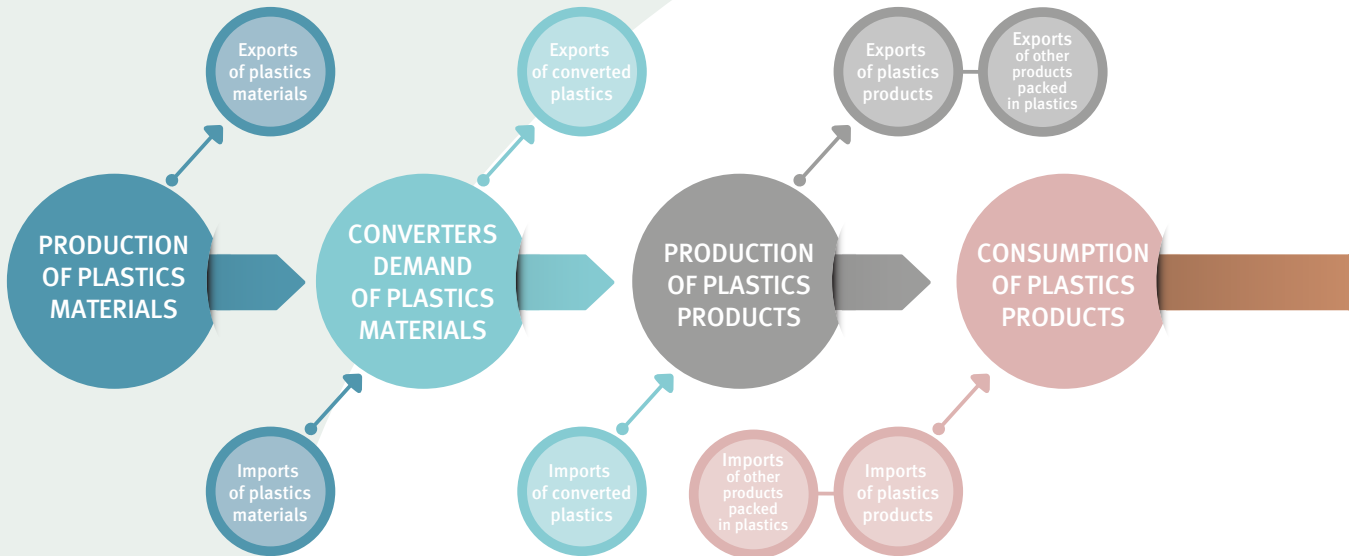 Exports
of plastics
materials
Exports
of converted
plastics
Exports
of plastics
products
Exports
of other
products
packed
in plastics
PRODUCTION
OF PLASTICS
MATERIALS
CONVERTERS
DEMAND
OF PLASTICS
MATERIALS
PRODUCTION
OF PLASTICS
PRODUCTS
CONSUMPTION
OF PLASTICS
PRODUCTS
Imports
of plastics
materials
Imports
of converted
plastics
Imports
of other
products
packed
in plastics
Imports
of plastics
products